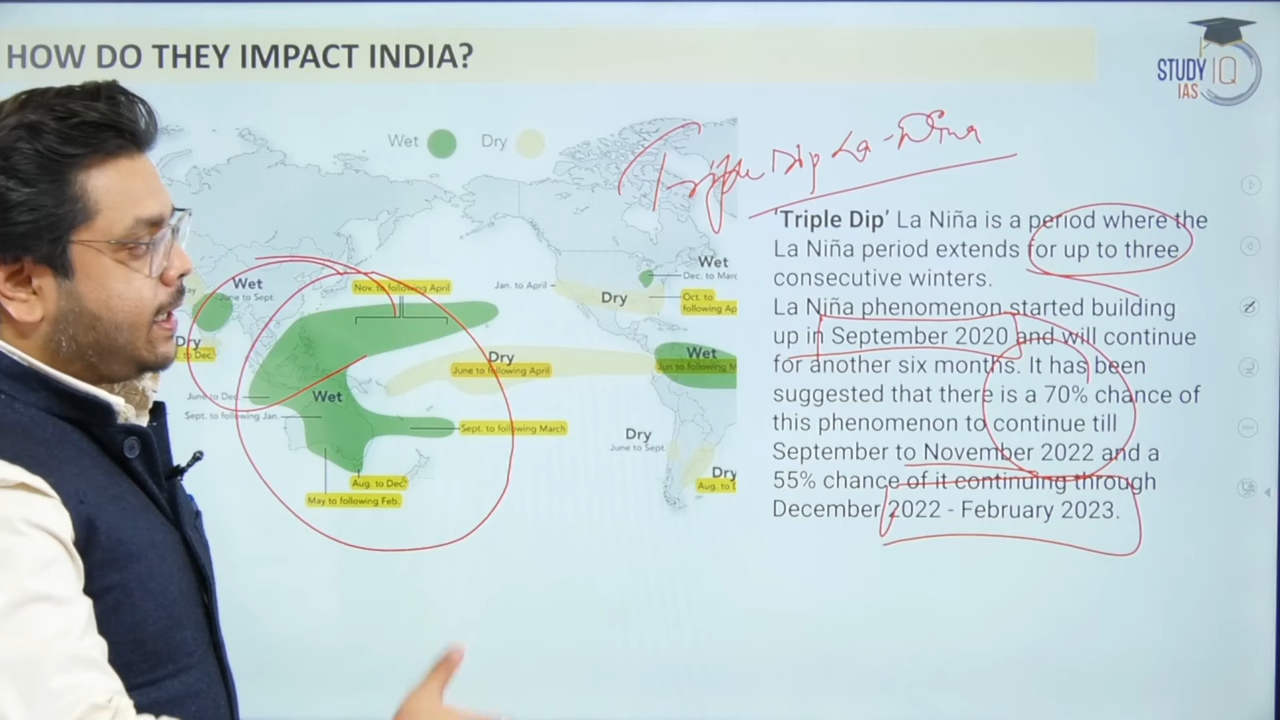 HOW DO THEY IMPACT INDIA?
STUDY IQ
IAS
Wet
Dry
Triple Dip La-Niña
'Triple Dip' La Niña is a period where the
La Niña period extends for up to three
consecutive winters.
La Niña phenomenon started building
up in September 2020 and will continue
for another six months. It has been
suggested that there is a 70% chance of
this phenomenon to continue till
September to November 2022 and a
55% chance of it continuing through
December 2022 - February 2023.
Wet
June to Sept.
Nov. to following April
Jan. to April
Dry
Wet
Dec. to Marc
Oct. to
following Ap
Dry
to Dec.
Dry
June to following April
Wet
Jun to following M
June to Dec.
Sept. to following Jan.
Wet
Sept. to following March
Dry
June to Sept.
Aug. to Dec.
May to following Feb.
Dry
Aug. to